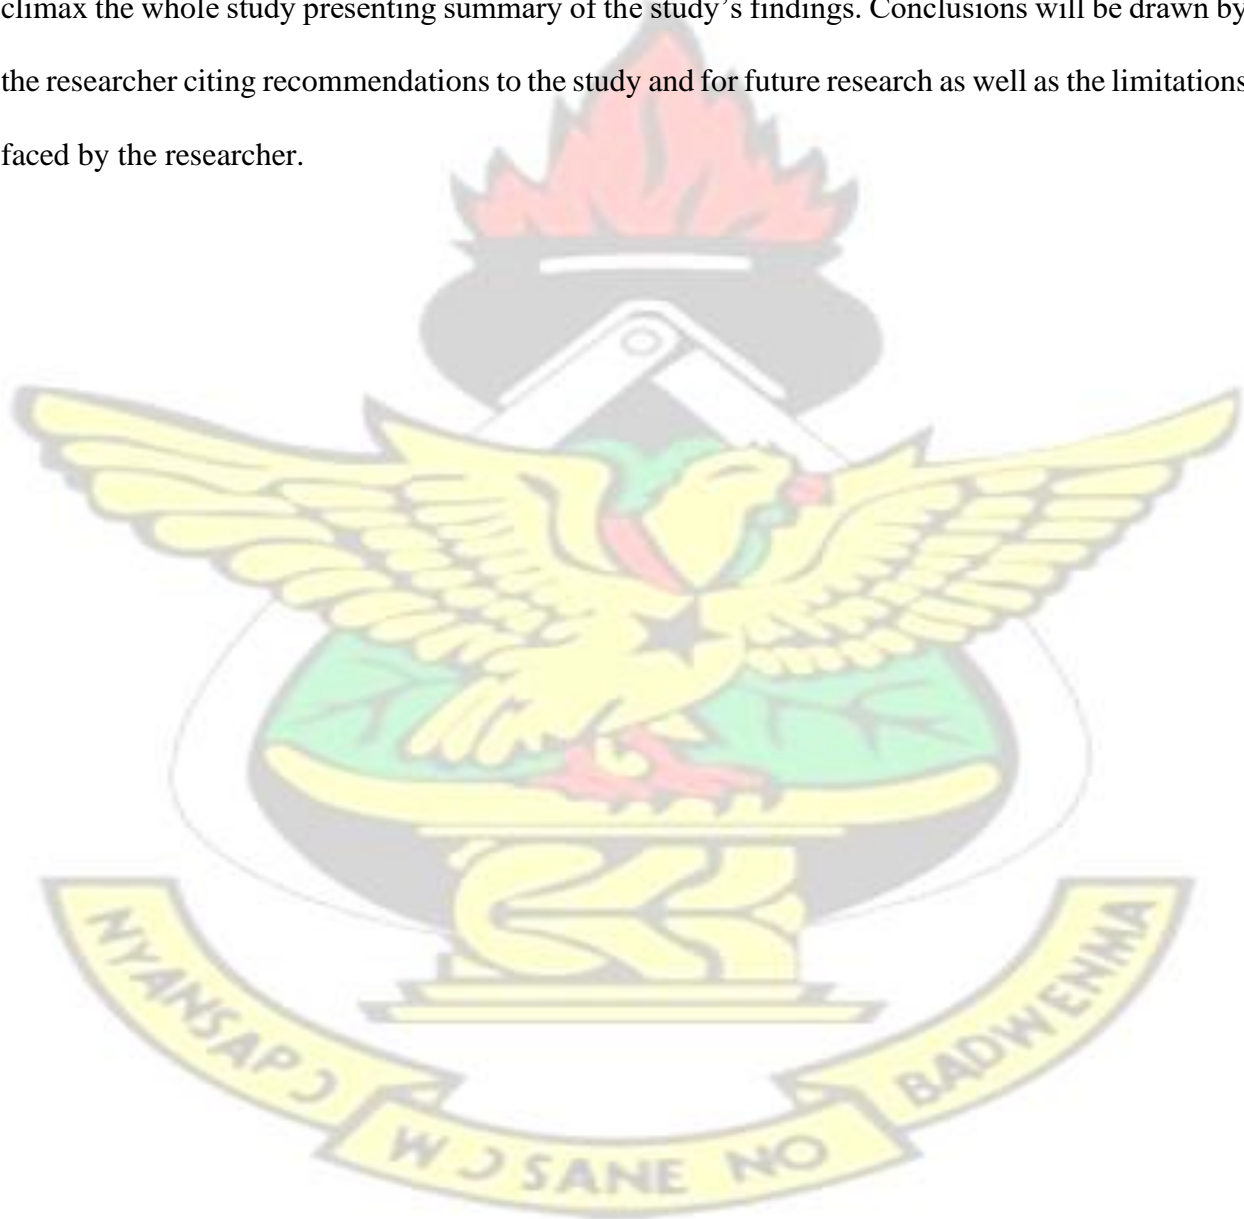 climax the whole study presenting summary of the study’s findings. Conclusions will be drawn by
the researcher citing recommendations to the study and for future research as well as the limitations
faced by the researcher.
NYANSAPƆ
WƆSANE NO
BADWENMA